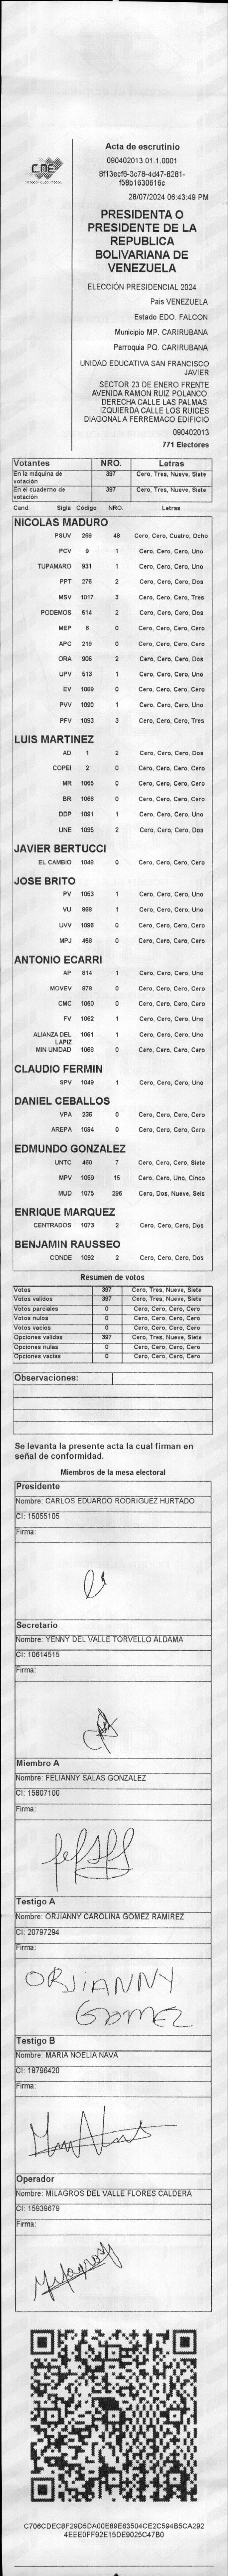 CNE
Acta de escrutinio
090402013.01.1.0001
28/07/2024 06:43:49 PM
PRESIDENTA O
PRESIDENTE DE LA
REPUBLICA
BOLIVARIANA DE
VENEZUELA
ELECCIÓN PRESIDENCIAL 2024
País VENEZUELA
Estado EDO. FALCON
Municipio MP. CARIRUBANA
Parroquia PQ. CARIRUBANA
UNIDAD EDUCATIVA SAN FRANCISCO
JAVIER
SECTOR 23 DE ENERO FRENTE
AVENIDA RAMON RUIZ POLANCO.
DERECHA CALLE LAS PALMAS.
IZQUIERDA CALLE LOS RUICES
DIAGONAL A FERREMACO EDIFICIO
090402013
771 Electores
Votantes NRO. Letras
En la máquina de votación 397 Cero, Tres, Nueve, Siete
En el cuaderno de votación 397 Cero, Tres, Nueve, Siete
Cand. Sigla Código NRO. Letras
NICOLAS MADURO
PSUV 269 48 Cero, Cero, Cuatro, Ocho
PCV 9 1 Cero, Cero, Cero, Uno
TUPAMARO 931 1 Cero, Cero, Cero, Uno
PPT 276 2 Cero, Cero, Cero, Dos
MSV 1017 3 Cero, Cero, Cero, Tres
PODEMOS 514 2 Cero, Cero, Cero, Dos
MEP 6 0 Cero, Cero, Cero, Cero
APC 219 0 Cero, Cero, Cero, Cero
ORA 906 2 Cero, Cero, Cero, Dos
UPV 513 1 Cero, Cero, Cero, Uno
EV 1089 0 Cero, Cero, Cero, Cero
PVV 1090 1 Cero, Cero, Cero, Uno
PFV 1093 3 Cero, Cero, Cero, Tres
LUIS MARTINEZ
AD 1 2 Cero, Cero, Cero, Dos
COPEI 2 0 Cero, Cero, Cero, Cero
MR 1065 0 Cero, Cero, Cero, Cero
BR 1066 0 Cero, Cero, Cero, Cero
DDP 1091 1 Cero, Cero, Cero, Uno
UNE 1095 2 Cero, Cero, Cero, Dos
JAVIER BERTUCCI
EL CAMBIO 1048 0 Cero, Cero, Cero, Cero
JOSE BRITO
PV 1053 1 Cero, Cero, Cero, Uno
VU 868 1 Cero, Cero, Cero, Uno
UVV 1096 0 Cero, Cero, Cero, Cero
MPJ 458 0 Cero, Cero, Cero, Cero
ANTONIO ECARRI
AP 814 1 Cero, Cero, Cero, Uno
MOVEV 878 0 Cero, Cero, Cero, Cero
CMC 1050 0 Cero, Cero, Cero, Cero
FV 1062 1 Cero, Cero, Cero, Uno
ALIANZA DEL LAPIZ 1061 1 Cero, Cero, Cero, Uno
MIN UNIDAD 1068 0 Cero, Cero, Cero, Cero
CLAUDIO FERMIN
SPV 1049 1 Cero, Cero, Cero, Uno
DANIEL CEBALLOS
VPA 236 0 Cero, Cero, Cero, Cero
AREPA 1094 0 Cero, Cero, Cero, Cero
EDMUNDO GONZALEZ
UNTC 460 7 Cero, Cero, Cero, Siete
MPV 1069 15 Cero, Cero, Uno, Cinco
MUD 1075 296 Cero, Dos, Nueve, Seis
ENRIQUE MARQUEZ
CENTRADOS 1073 2 Cero, Cero, Cero, Dos
BENJAMIN RAUSSEO
CONDE 1092 2 Cero, Cero, Cero, Dos
Resumen de votos
Votos 397 Cero, Tres, Nueve, Siete
Votos validos 397 Cero, Tres, Nueve, Siete
Votos parciales 0 Cero, Cero, Cero, Cero
Votos nulos 0 Cero, Cero, Cero, Cero
Votos vacios 0 Cero, Cero, Cero, Cero
Opciones validas 397 Cero, Tres, Nueve, Siete
Opciones nulas 0 Cero, Cero, Cero, Cero
Opciones vacias 0 Cero, Cero, Cero, Cero
Observaciones:
Se levanta la presente acta la cual firman en
señal de conformidad.
Miembros de la mesa electoral
Presidente
Nombre: CARLOS EDUARDO RODRIGUEZ HURTADO
CI: 15055105
Firma:
Secretario
Nombre: YENNY DEL VALLE TORVELLO ALDAMA
CI: 10614515
Firma:
Miembro A
Nombre: FELIANNY SALAS GONZALEZ
CI: 15807100
Firma:
Testigo A
Nombre: ORJIANNY CAROLINA GOMEZ RAMIREZ
CI: 20797294
Firma:
ORJIANNY
GOMEZ
Testigo B
Nombre: MARIA NOELIA NAVA
CI: 18796420
Firma:
Operador
Nombre: MILAGROS DEL VALLE FLORES CALDERA
CI: 15939679
Firma:
Milagros